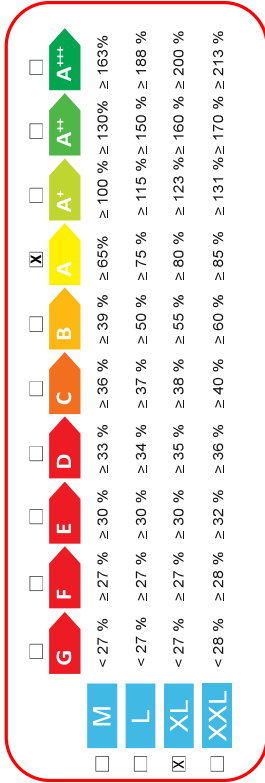 X
G F E D C B A A⁺ A⁺⁺ A⁺⁺⁺
M < 27 % ≥ 27 % ≥ 30 % ≥ 33 % ≥ 36 % ≥ 39 % ≥ 65% ≥ 100 % ≥ 130% ≥ 163%
L < 27 % ≥ 27 % ≥ 30 % ≥ 34 % ≥ 37 % ≥ 50 % ≥ 75 % ≥ 115 % ≥ 150 % ≥ 188 %
X XL < 27 % ≥ 27 % ≥ 30 % ≥ 35 % ≥ 38 % ≥ 55 % ≥ 80 % ≥ 123 % ≥ 160 % ≥ 200 %
XXL < 28 % ≥ 28 % ≥ 32 % ≥ 36 % ≥ 40 % ≥ 60 % ≥ 85 % ≥ 131 % ≥ 170 % ≥ 213 %